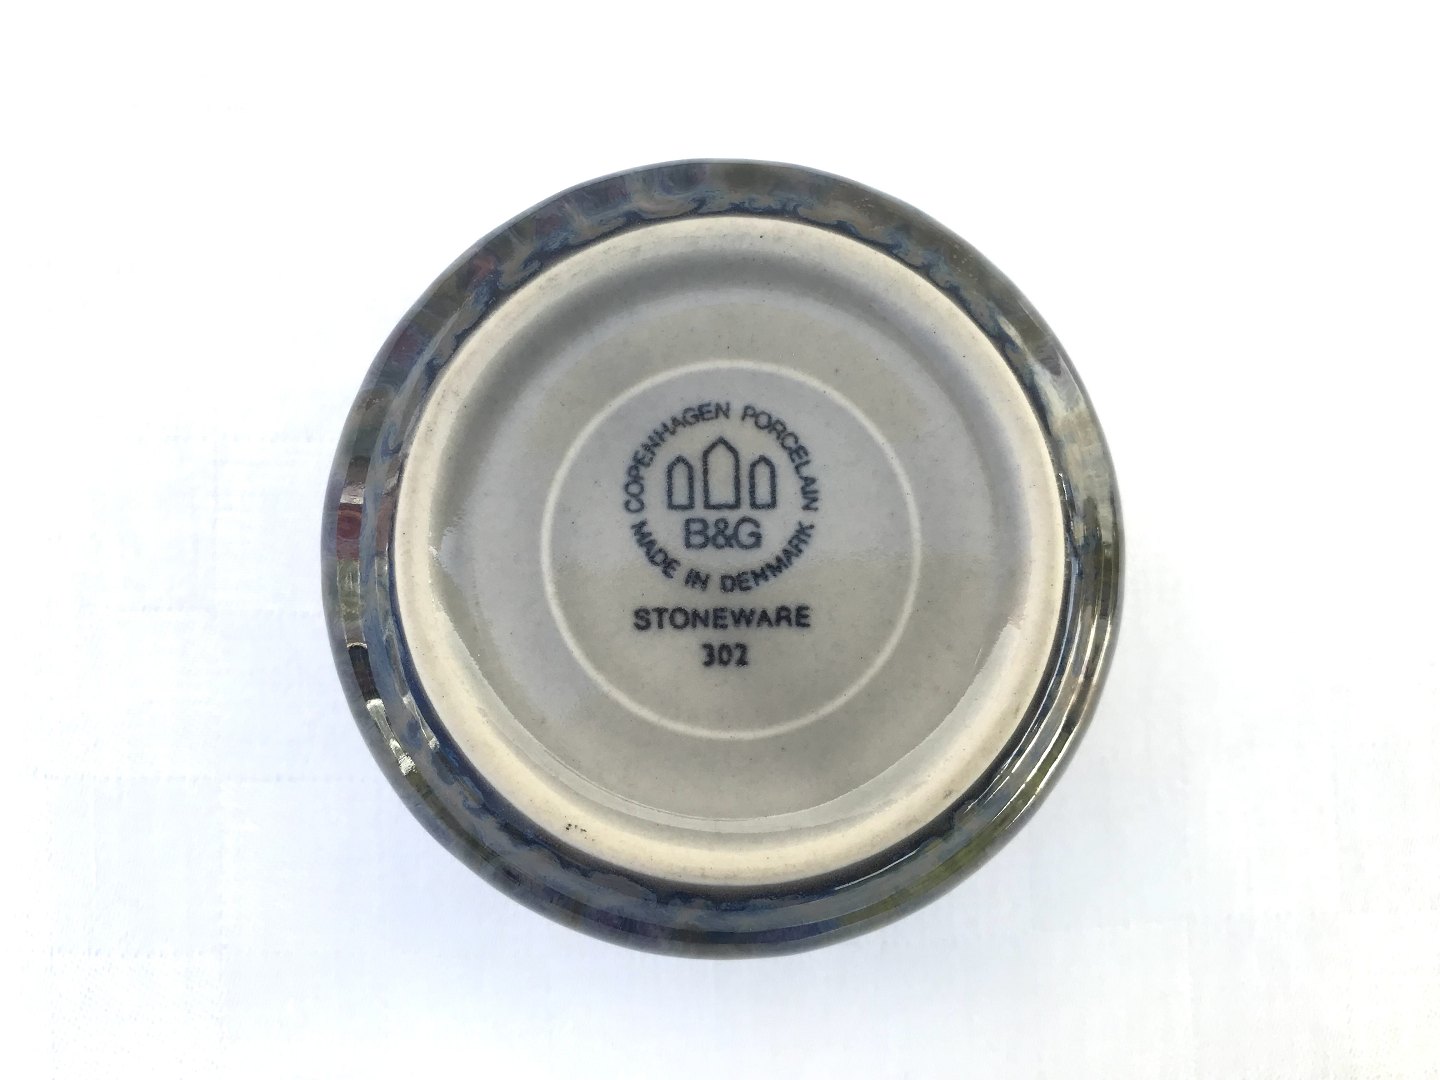 COPENHAGEN PORCELAIN
B&G
MADE IN DENMARK
STONEWARE
302